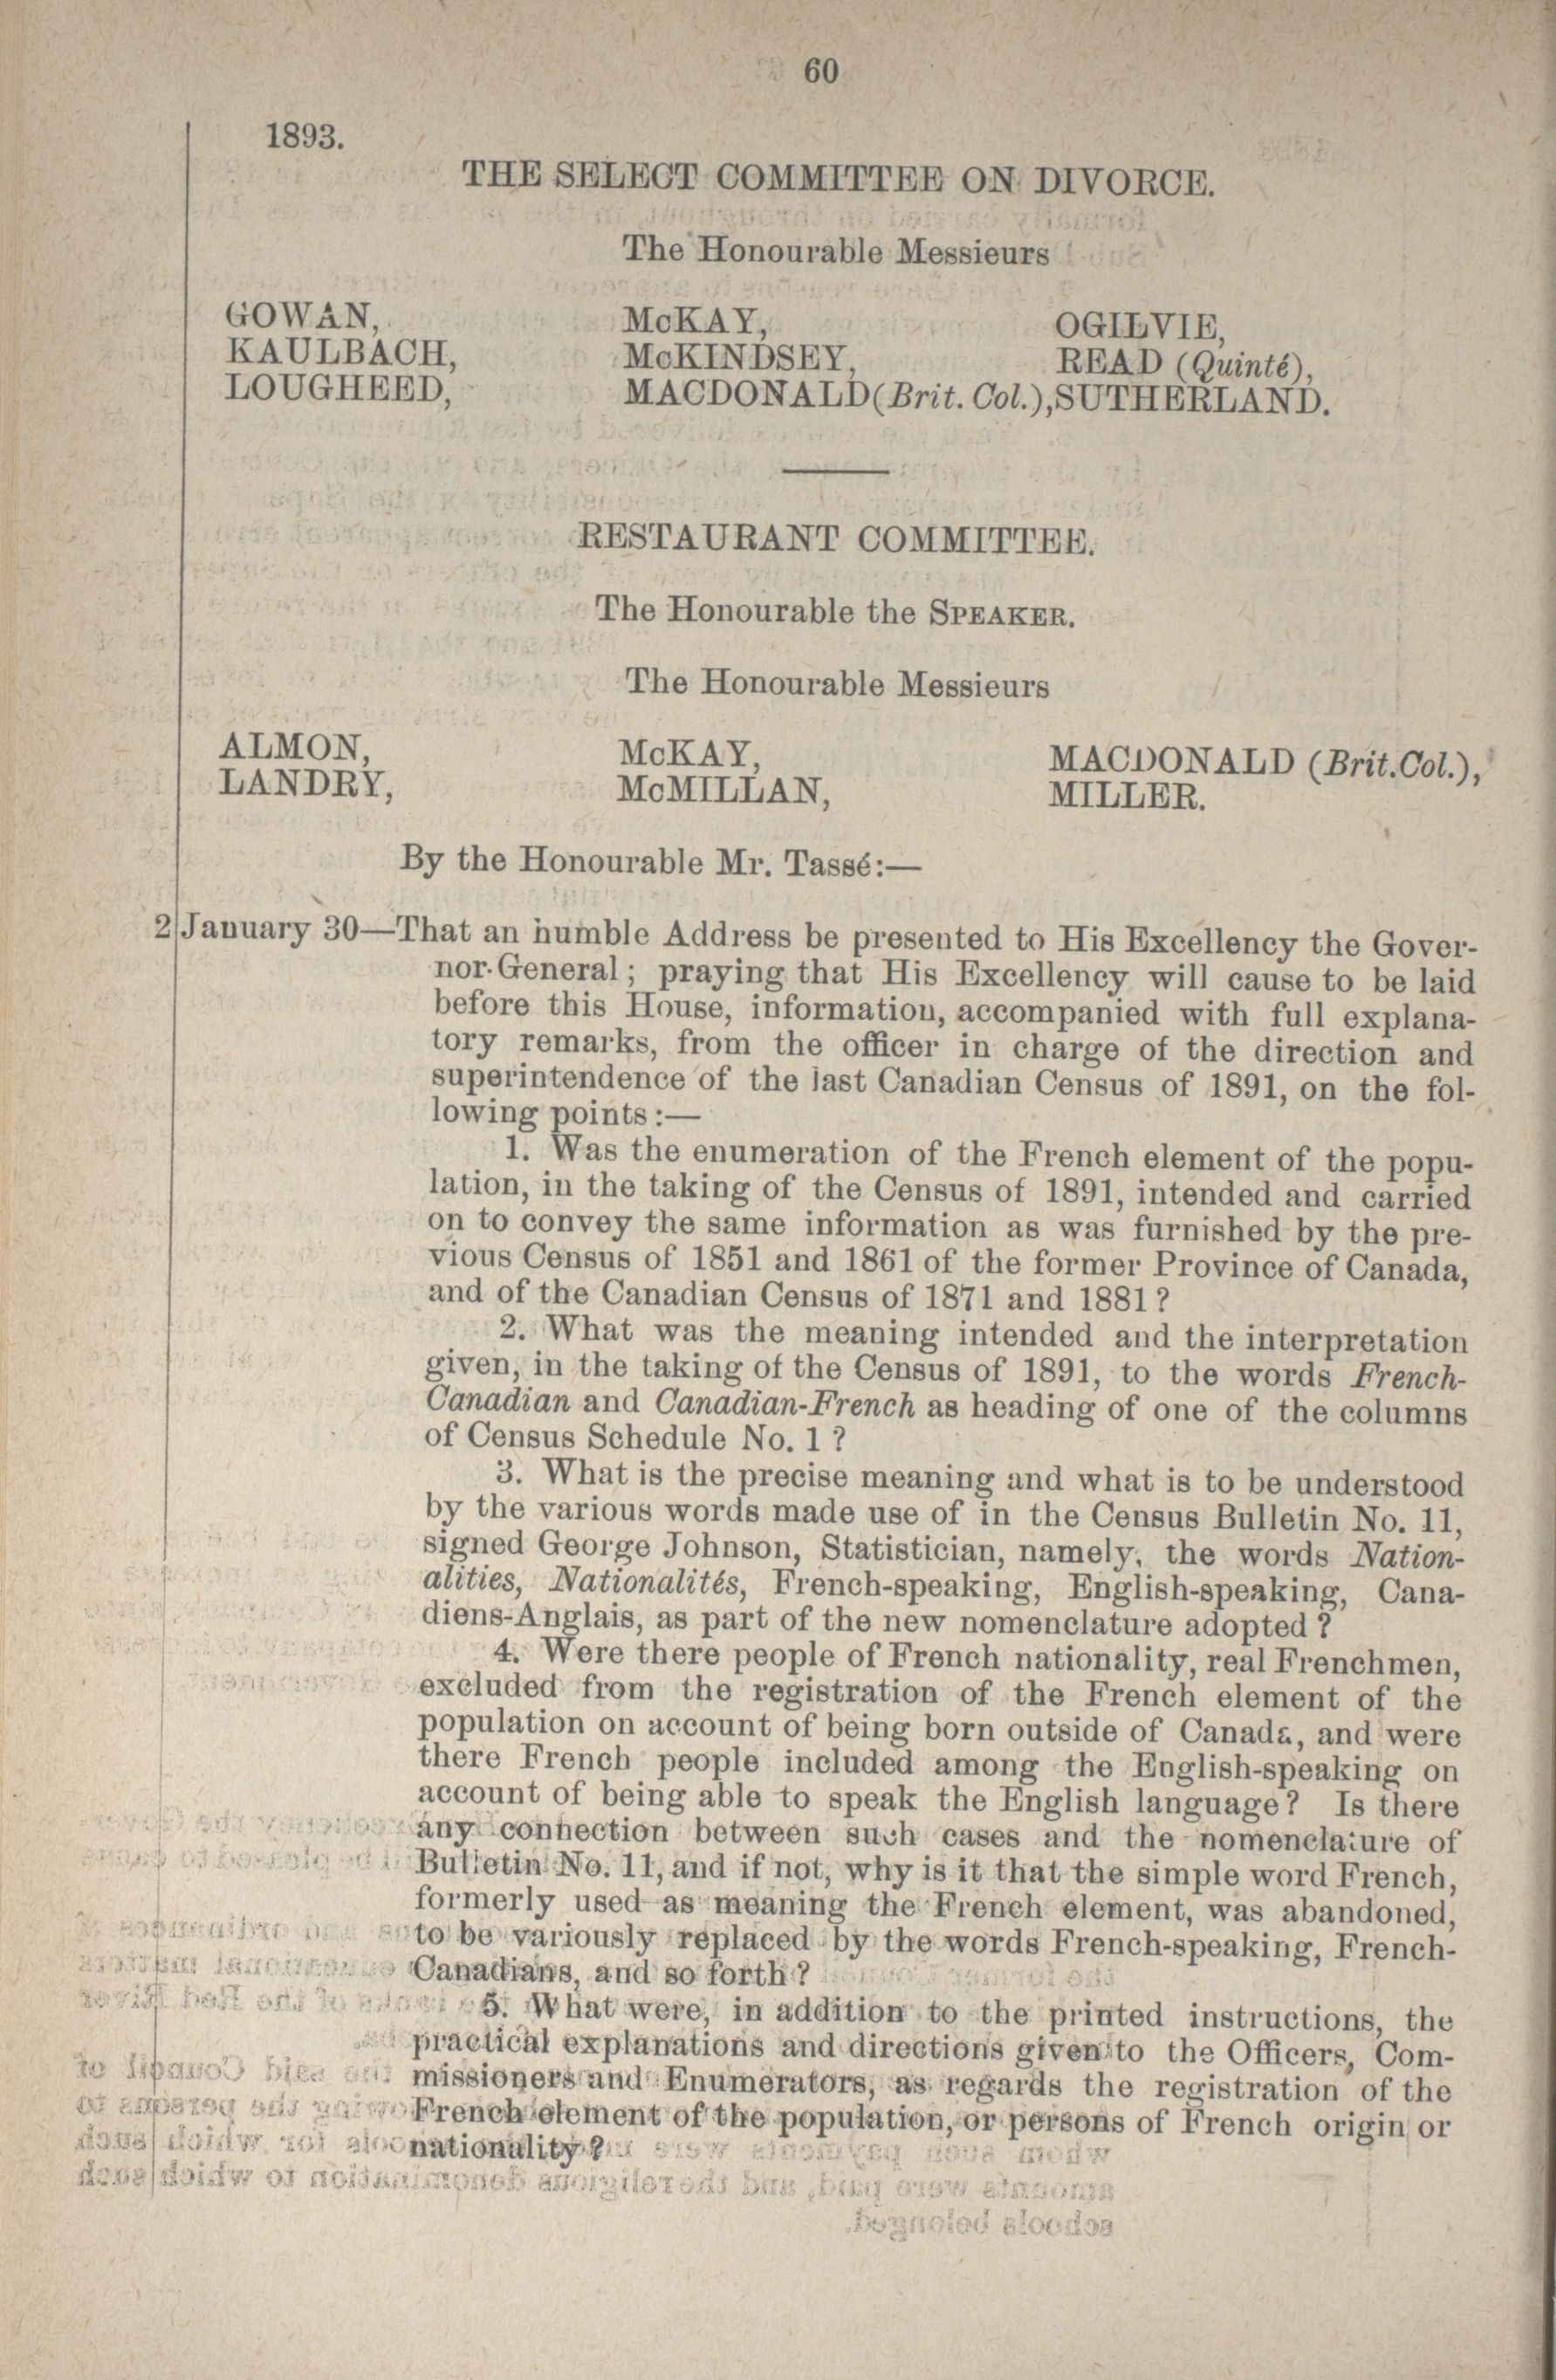 60
1893.
THE SELECT COMMITTEE ON DIVORCE.
The Honourable Messieurs
GOWAN, McKAY, OGILVIE,
KAULBACH, McKINDSEY, READ (Quinté),
LOUGHEED, MACDONALD (Brit. Col.), SUTHERLAND.
RESTAURANT COMMITTEE.
The Honourable the SPEAKER.
The Honourable Messieurs
ALMON, McKAY, MACDONALD (Brit. Col.),
LANDRY, McMILLAN, MILLER.
By the Honourable Mr. Tassé:—
2 January 30—That an humble Address be presented to His Excellency the Gover-
nor-General; praying that His Excellency will cause to be laid
before this House, information, accompanied with full explana-
tory remarks, from the officer in charge of the direction and
superintendence of the last Canadian Census of 1891, on the fol-
lowing points:—
1. Was the enumeration of the French element of the popu-
lation, in the taking of the Census of 1891, intended and carried
on to convey the same information as was furnished by the pre-
vious Census of 1851 and 1861 of the former Province of Canada,
and of the Canadian Census of 1871 and 1881?
2. What was the meaning intended and the interpretation
given, in the taking of the Census of 1891, to the words French-
Canadian and Canadian-French as heading of one of the columns
of Census Schedule No. 1?
3. What is the precise meaning and what is to be understood
by the various words made use of in the Census Bulletin No. 11,
signed George Johnson, Statistician, namely, the words Nation-
alities, Nationalités, French-speaking, English-speaking, Cana-
diens-Anglais, as part of the new nomenclature adopted?
4. Were there people of French nationality, real Frenchmen,
excluded from the registration of the French element of the
population on account of being born outside of Canada, and were
there French people included among the English-speaking on
account of being able to speak the English language? Is there
any connection between such cases and the nomenclature of
Bulletin No. 11, and if not, why is it that the simple word French,
formerly used as meaning the French element, was abandoned,
to be variously replaced by the words French-speaking, French-
Canadians, and so forth?
5. What were, in addition to the printed instructions, the
practical explanations and directions given to the Officers, Com-
missioners and Enumerators, as regards the registration of the
French element of the population, or persons of French origin or
nationality?